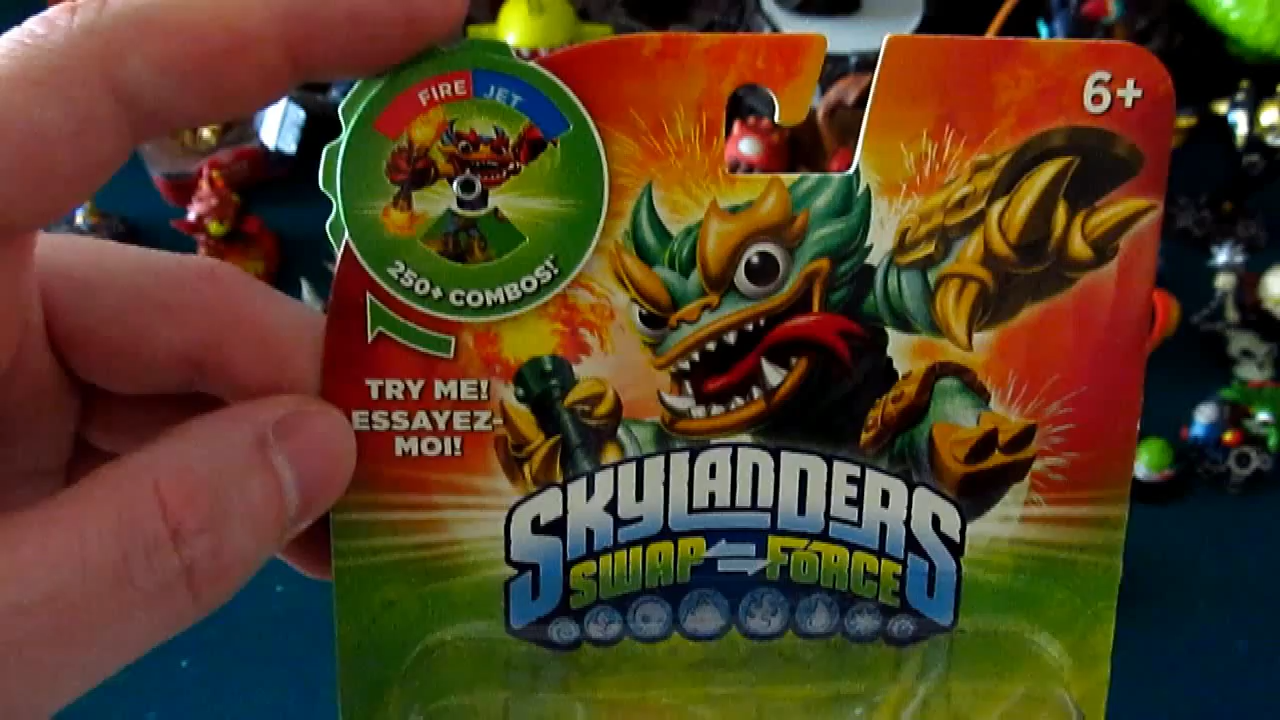 FIRE JET
250+ COMBOS!
6+
TRY ME!
ESSAYEZ-
MOI!
SKYLANDERS
SWAP FORCE